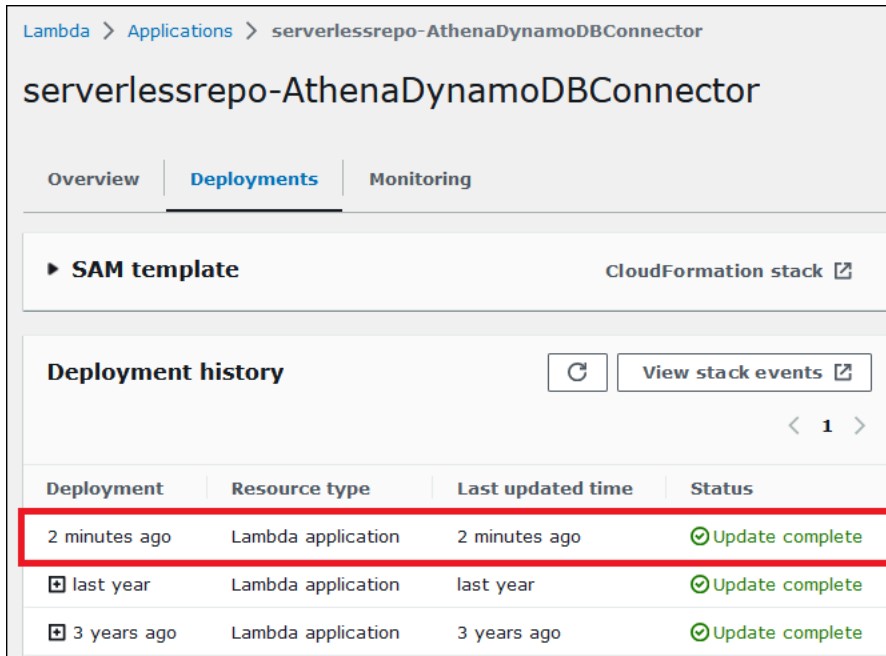 Lambda > Applications > serverlessrepo-AthenaDynamoDBConnector
serverlessrepo-AthenaDynamoDBConnector
Overview Deployments Monitoring
SAM template CloudFormation stack
Deployment history View stack events
< 1 >
Deployment Resource type Last updated time Status
2 minutes ago Lambda application 2 minutes ago Update complete
last year Lambda application last year Update complete
3 years ago Lambda application 3 years ago Update complete